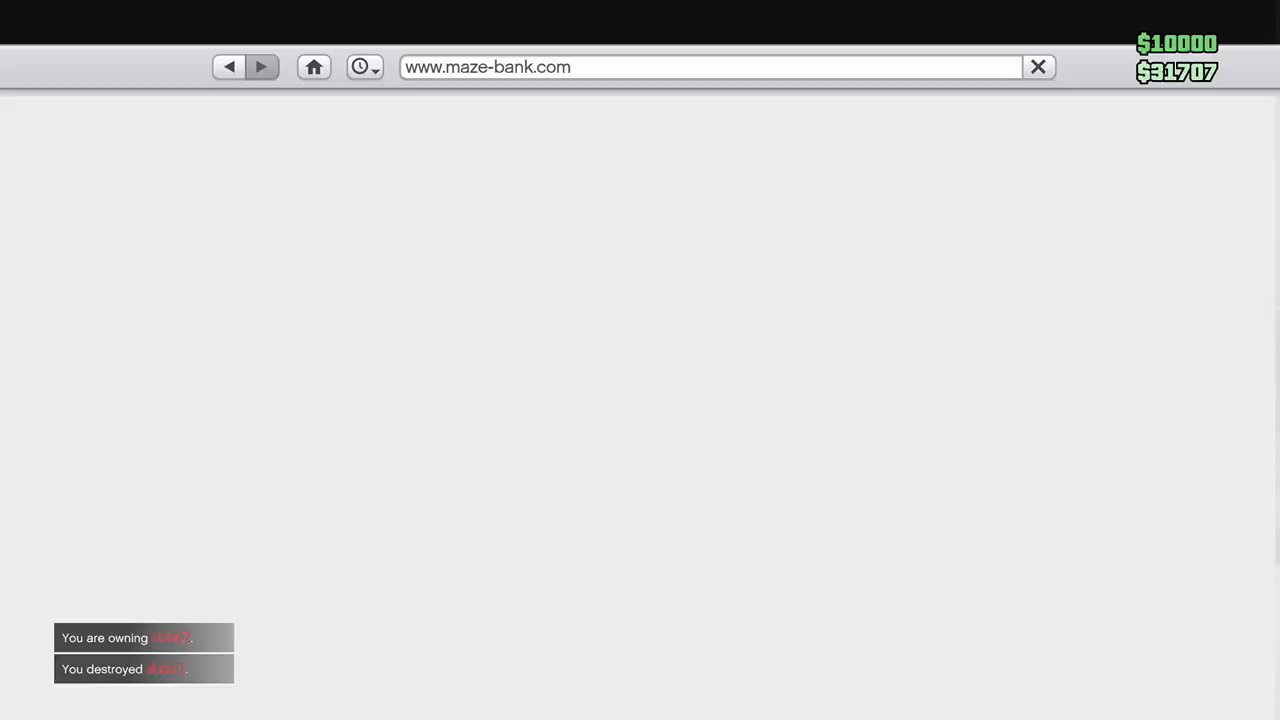 www.maze-bank.com
$10000
$31707
You are owning
You destroyed